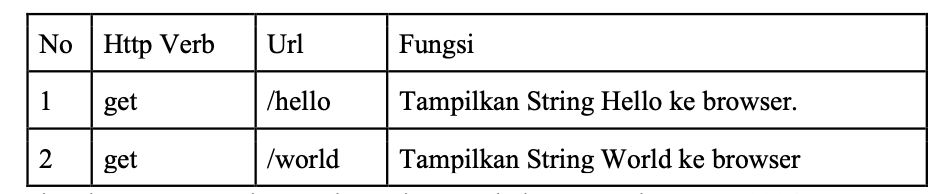 No Http Verb Url Fungsi
1 get /hello Tampilkan String Hello ke browser.
2 get /world Tampilkan String World ke browser